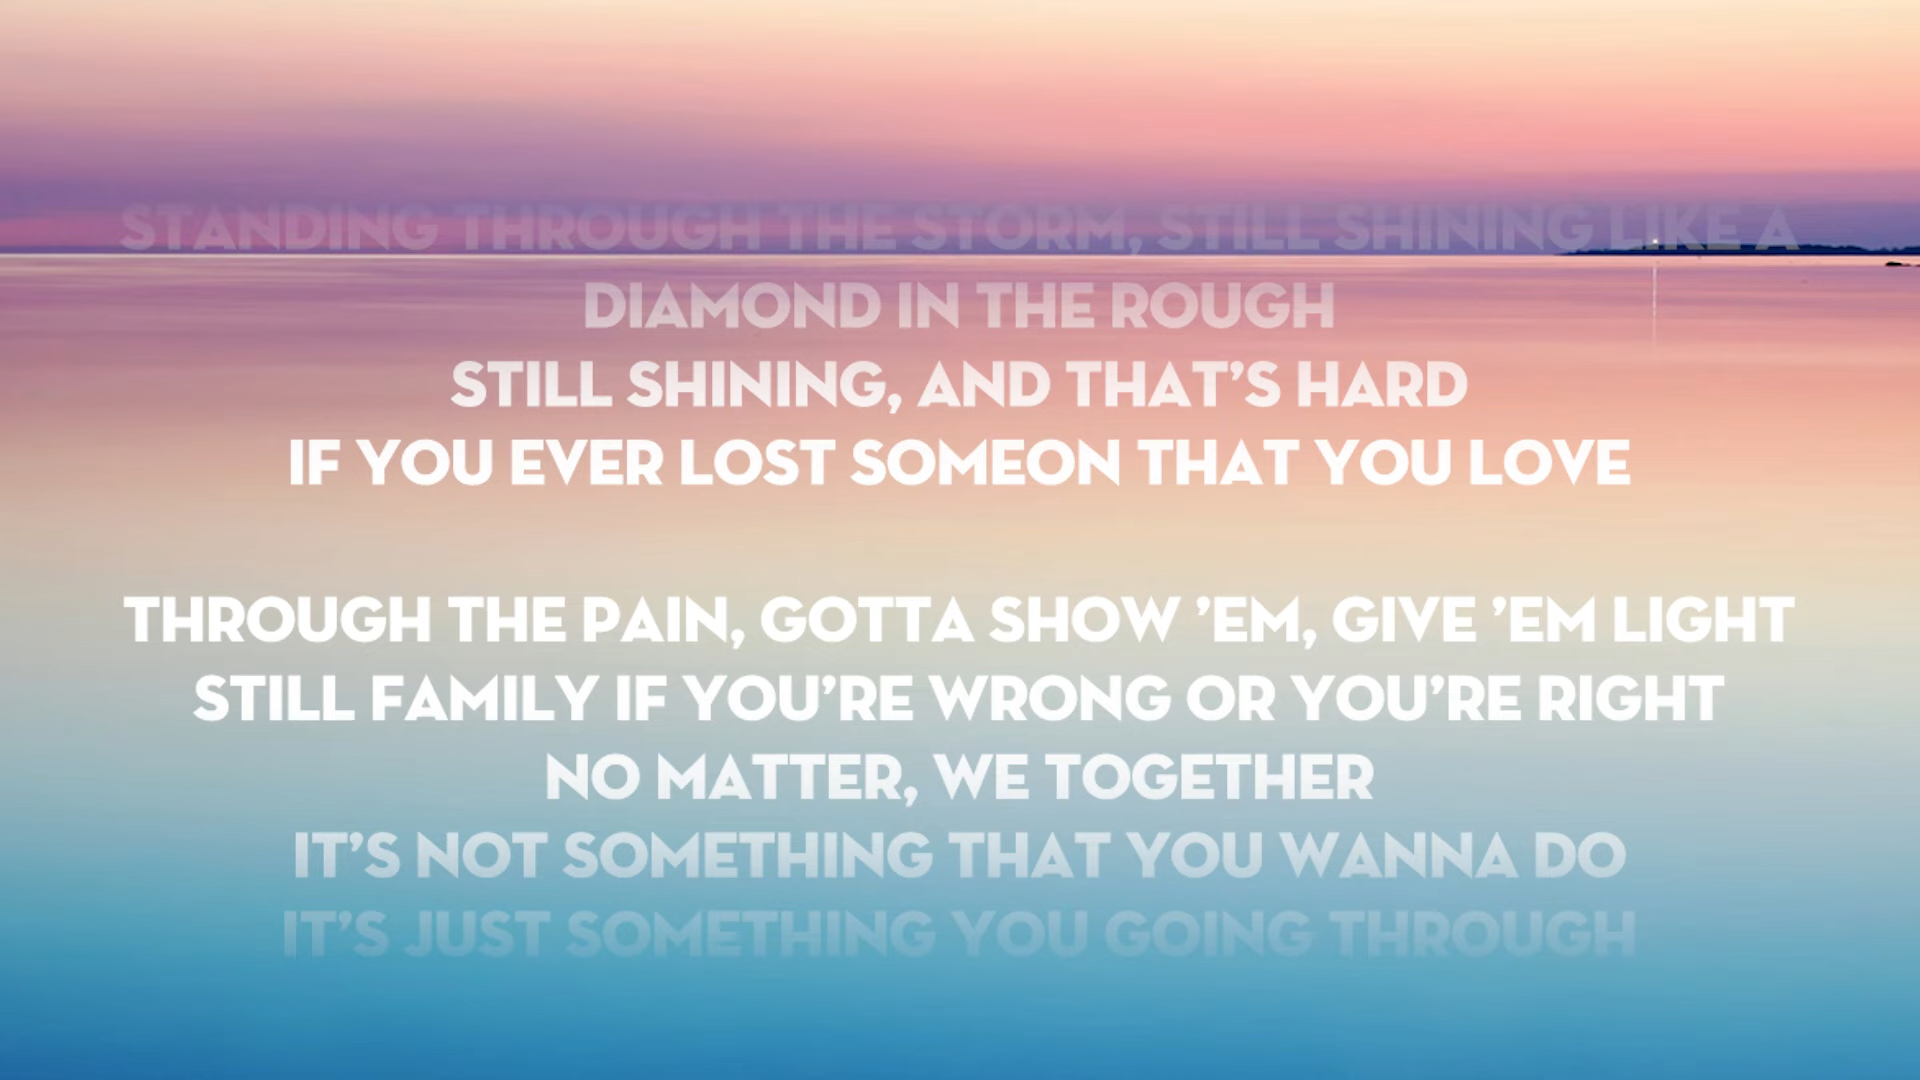 STANDING THROUGH THE STORM, STILL SHINING LIKE A
DIAMOND IN THE ROUGH
STILL SHINING, AND THAT’S HARD
IF YOU EVER LOST SOMEON THAT YOU LOVE
THROUGH THE PAIN, GOTTA SHOW ’EM, GIVE ’EM LIGHT
STILL FAMILY IF YOU’RE WRONG OR YOU’RE RIGHT
NO MATTER, WE TOGETHER
IT’S NOT SOMETHING THAT YOU WANNA DO
IT’S JUST SOMETHING YOU GOING THROUGH